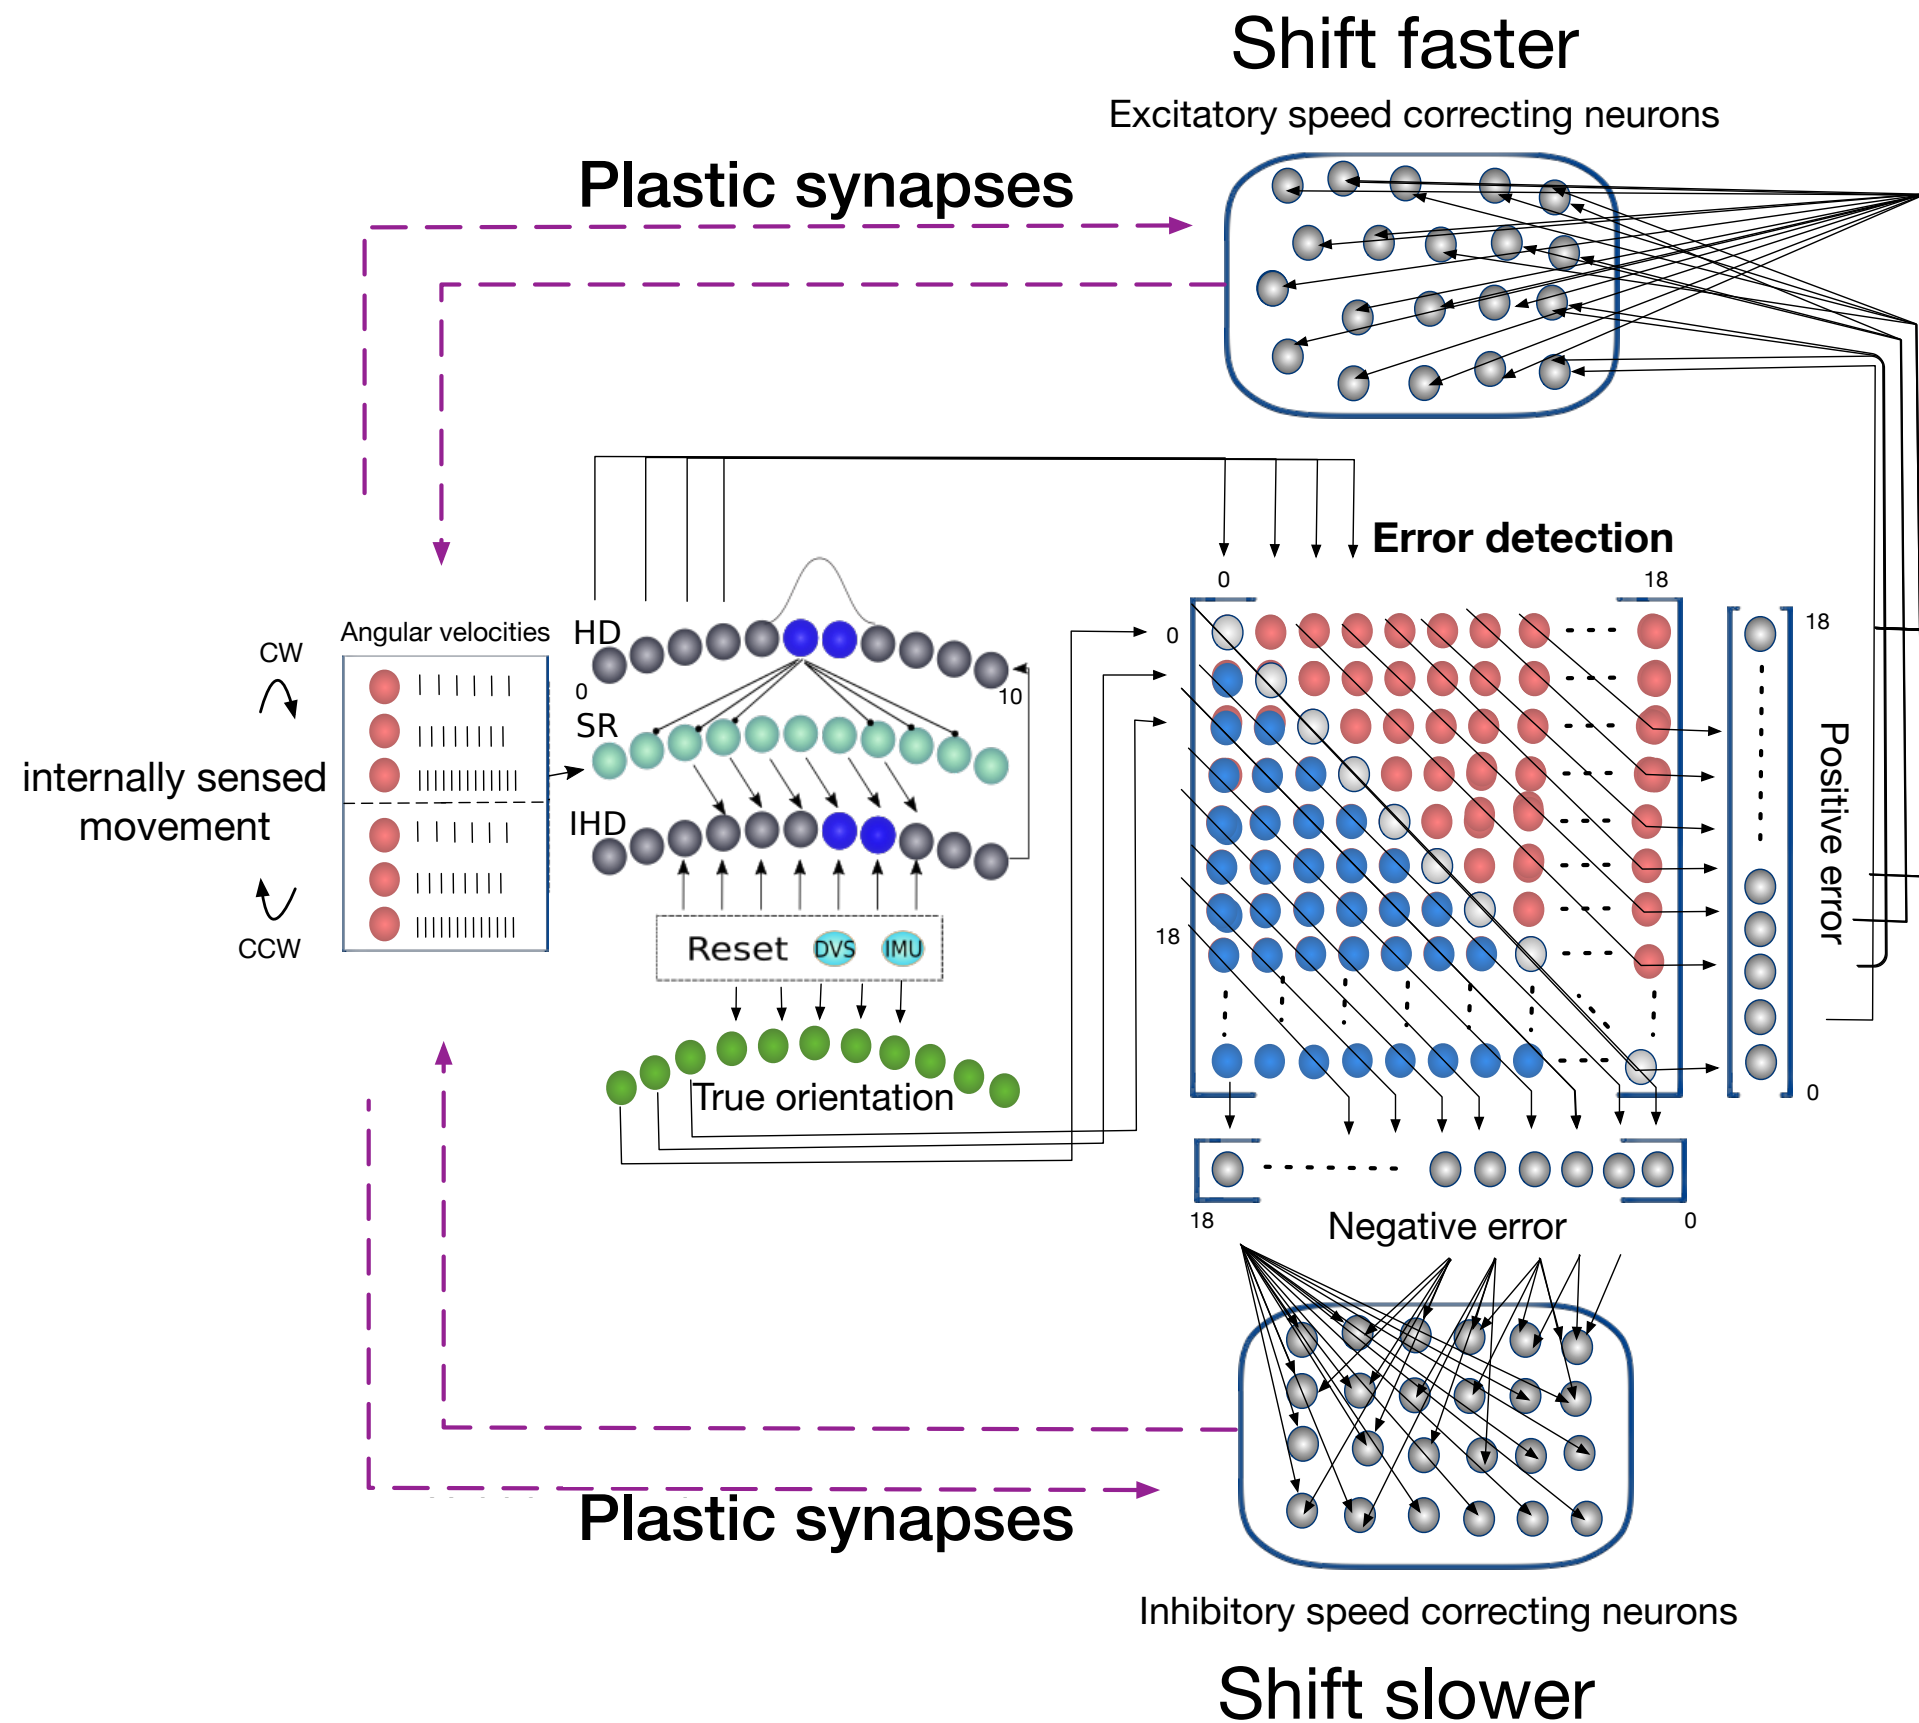 Shift faster
Excitatory speed correcting neurons
Plastic synapses
Error detection
0
18
Angular velocities
HD
0
18
CW
0
10
SR
Positive error
internally sensed
movement
IHD
18
Reset
DVS
IMU
CCW
True orientation
0
18
0
Negative error
Plastic synapses
Inhibitory speed correcting neurons
Shift slower